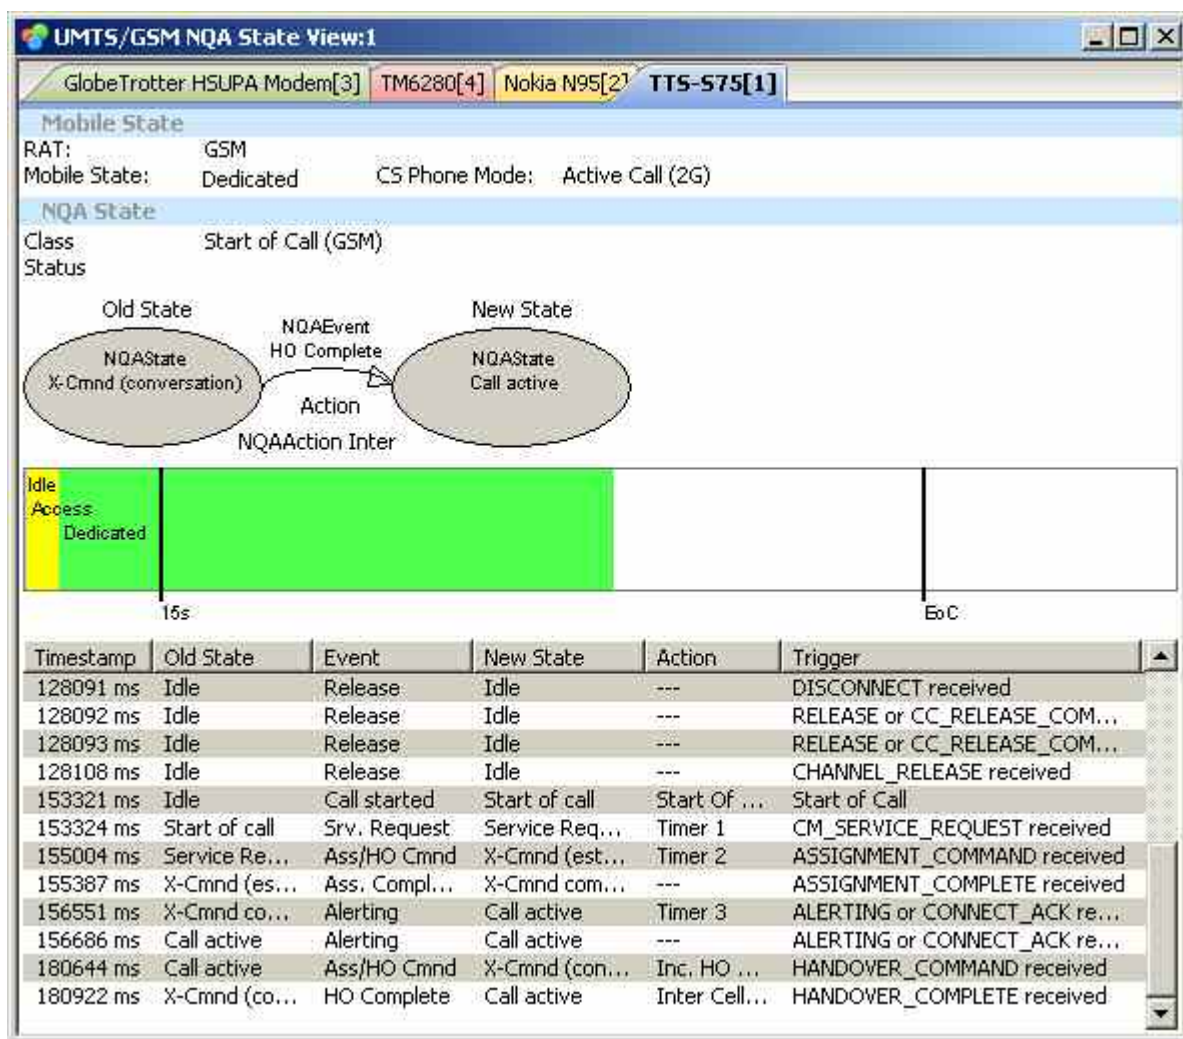 UMTS/GSM NQA State View:1
GlobeTrotter HSUPA Modem[3] TM6280[4] Nokia N95[2] TTS-S75[1]
Mobile State
RAT: GSM
Mobile State: Dedicated CS Phone Mode: Active Call (2G)
NQA State
Class Start of Call (GSM)
Status
Old State New State
NQAEvent
HO Complete
NQAState
X-Cmnd (conversation)
NQAState
Call active
Action
NQAAction Inter
Idle
Access
Dedicated
15s EoC
Timestamp Old State Event New State Action Trigger
128091 ms Idle Release Idle --- DISCONNECT received
128092 ms Idle Release Idle --- RELEASE or CC_RELEASE_COM...
128093 ms Idle Release Idle --- RELEASE or CC_RELEASE_COM...
128108 ms Idle Release Idle --- CHANNEL_RELEASE received
153321 ms Idle Call started Start of call Start Of ... Start of Call
153324 ms Start of call Srv. Request Service Req... Timer 1 CM_SERVICE_REQUEST received
155004 ms Service Re... Ass/HO Cmnd X-Cmnd (est... Timer 2 ASSIGNMENT_COMMAND received
155387 ms X-Cmnd (es... Ass. Compl... X-Cmnd com... --- ASSIGNMENT_COMPLETE received
156551 ms X-Cmnd co... Alerting Call active Timer 3 ALERTING or CONNECT_ACK re...
156686 ms Call active Alerting Call active --- ALERTING or CONNECT_ACK re...
180644 ms Call active Ass/HO Cmnd X-Cmnd (con... Inc. HO ... HANDOVER_COMMAND received
180922 ms X-Cmnd (co... HO Complete Call active Inter Cell... HANDOVER_COMPLETE received